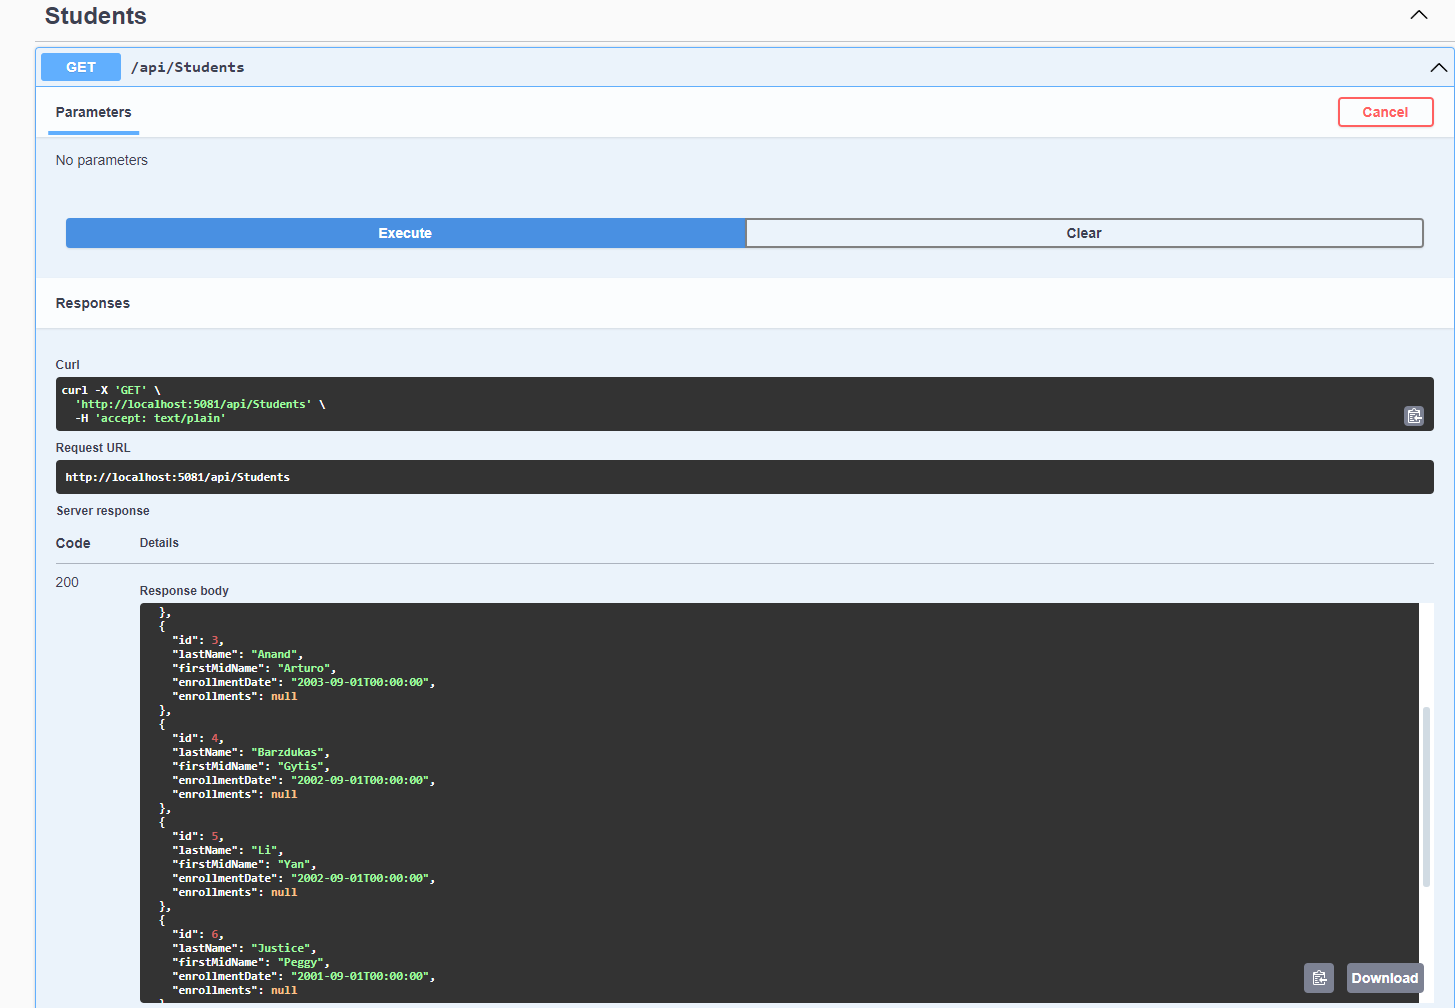 Students
GET /api/Students
Parameters Cancel
No parameters
Execute Clear
Responses
Curl
curl -X 'GET' \
  'http://localhost:5081/api/Students' \
  -H 'accept: text/plain'
Request URL
http://localhost:5081/api/Students
Server response
Code Details
200
Response body
  },
  {
    "id": 3,
    "lastName": "Anand",
    "firstMidName": "Arturo",
    "enrollmentDate": "2003-09-01T00:00:00",
    "enrollments": null
  },
  {
    "id": 4,
    "lastName": "Barzdukas",
    "firstMidName": "Gytis",
    "enrollmentDate": "2002-09-01T00:00:00",
    "enrollments": null
  },
  {
    "id": 5,
    "lastName": "Li",
    "firstMidName": "Yan",
    "enrollmentDate": "2002-09-01T00:00:00",
    "enrollments": null
  },
  {
    "id": 6,
    "lastName": "Justice",
    "firstMidName": "Peggy",
    "enrollmentDate": "2001-09-01T00:00:00",
    "enrollments": null
Download